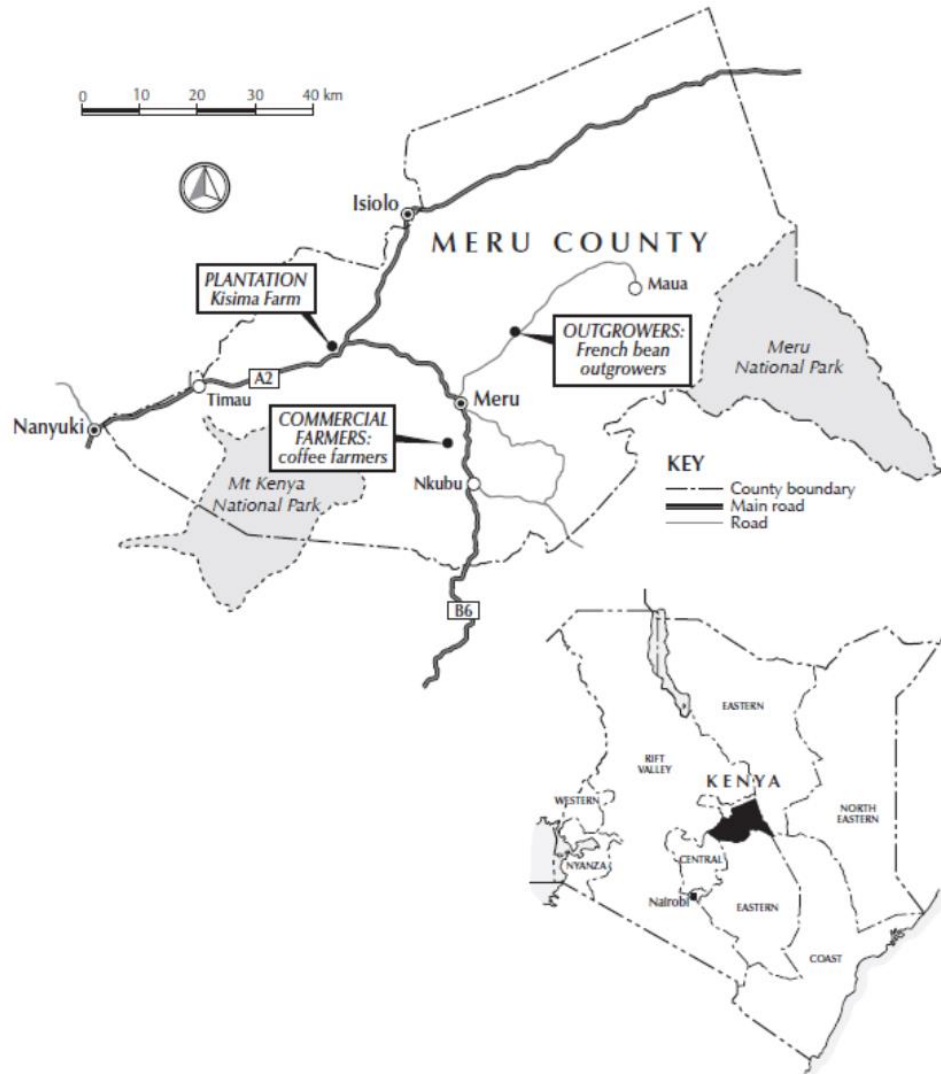 0 10 20 30 40 km
Isiolo
MERU COUNTY
PLANTATION
Kisima Farm
Maua
OUTGROWERS:
French bean
outgrowers
Meru
National Park
A2
Timau
Meru
Nanyuki
COMMERCIAL
FARMERS:
coffee farmers
Mt Kenya
National Park
Nkubu
KEY
County boundary
Main road
Road
B6
EASTERN
RIFT
VALLEY
KENYA
WESTERN
NORTH
EASTERN
NYANZA
CENTRAL
Nairobi
EASTERN
COAST